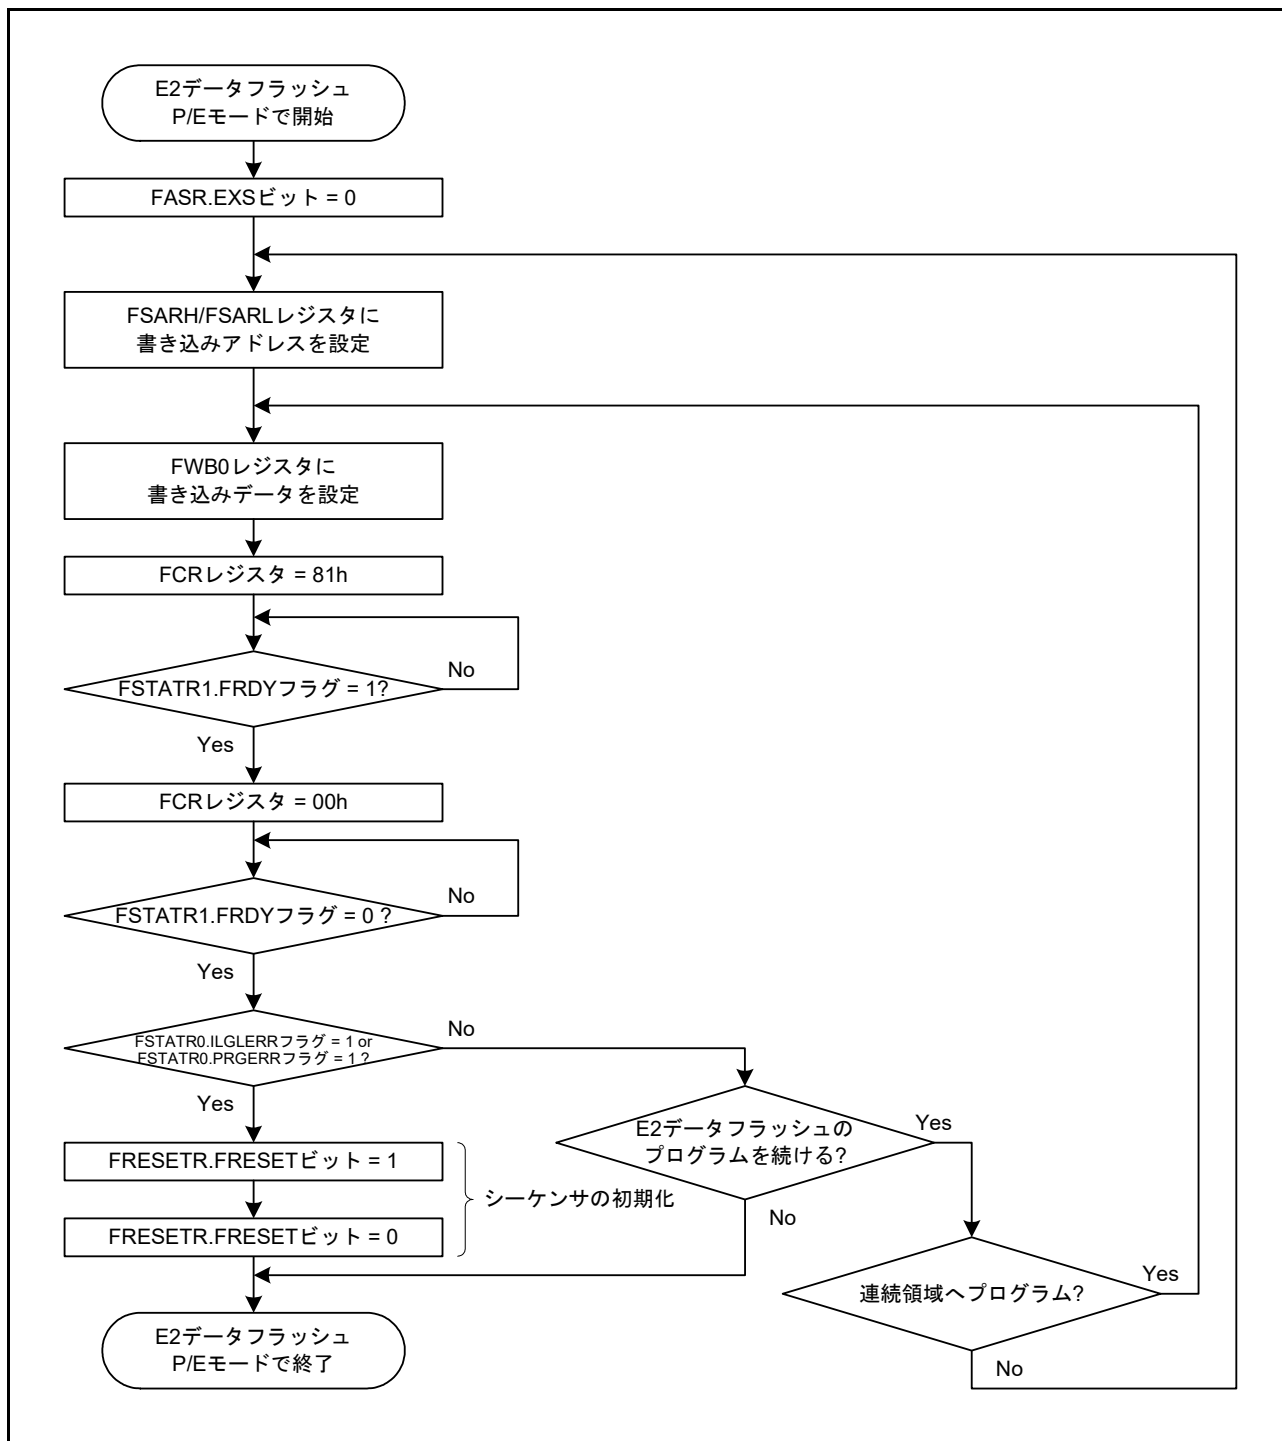 E2データフラッシュ
P/Eモードで開始
FASR.EXSビット = 0
FSARH/FSARLレジスタに
書き込みアドレスを設定
FWB0レジスタに
書き込みデータを設定
FCRレジスタ = 81h
FSTATR1.FRDYフラグ = 1?
No
Yes
FCRレジスタ = 00h
FSTATR1.FRDYフラグ = 0 ?
No
Yes
FSTATR0.ILGLERRフラグ = 1 or
FSTATR0.PRGERRフラグ = 1 ?
No
Yes
E2データフラッシュの
プログラムを続ける?
Yes
No
FRESETR.FRESETビット = 1
FRESETR.FRESETビット = 0
シーケンサの初期化
連続領域へプログラム?
Yes
No
E2データフラッシュ
P/Eモードで終了